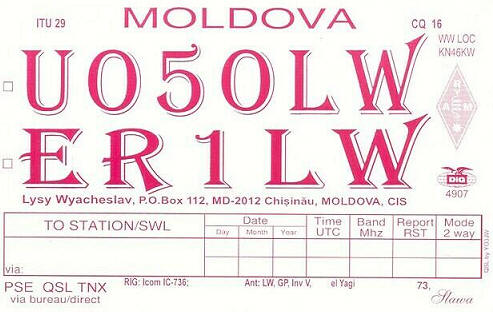 MOLDOVA
ITU 29
CQ 16
WW LOC
KN46KW
UO50LW
ER1LW
ARM
DIG
4907
Lysy Wyacheslav, P.O.Box 112, MD-2012 Chişinău, MOLDOVA, CIS
TO STATION/SWL
Date
Day Month Year
Time UTC
Band Mhz
Report RST
Mode 2 way
via:
PSE QSL TNX
via bureau/direct
RIG: Icom IC-736;
Ant: LW, GP, Inv V, el Yagi
73,
Slawa